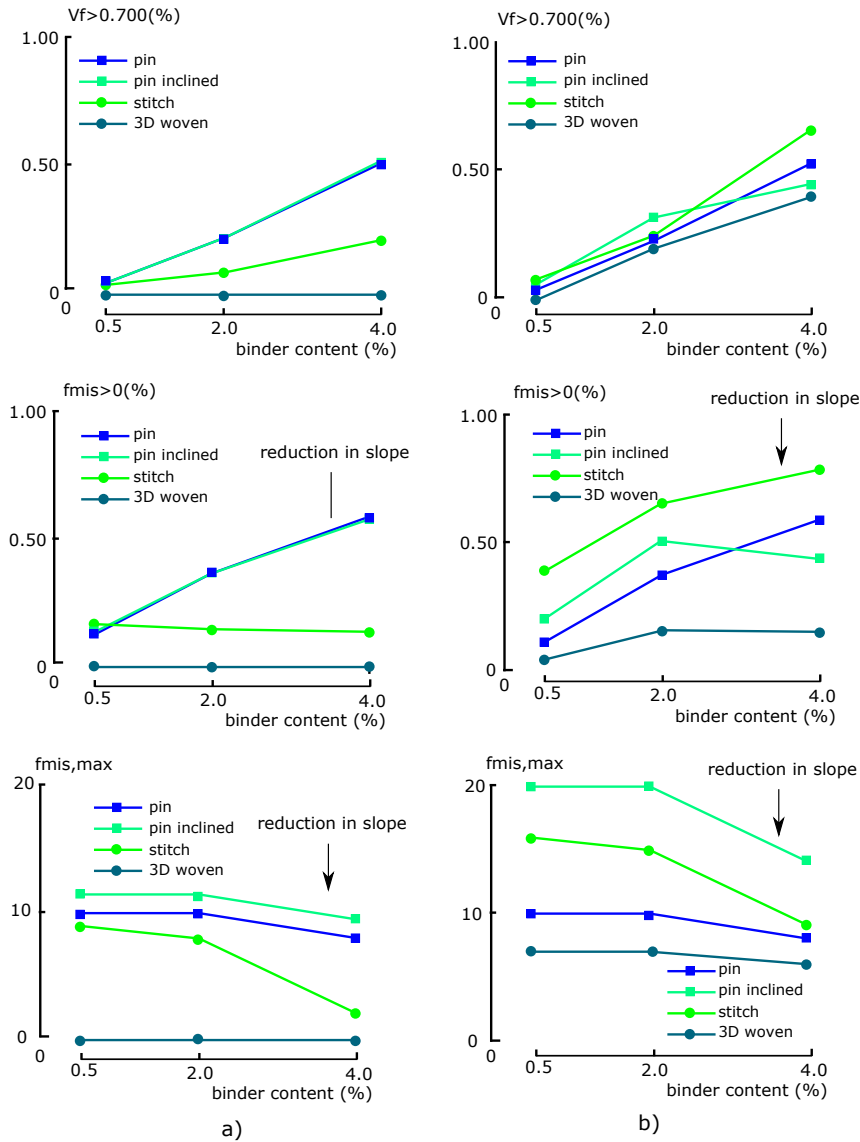 Vf>0.700(%)
1.00
pin
pin inclined
stitch
3D woven
0.50
0
0
0.5
2.0
4.0
binder content (%)
Vf>0.700(%)
1.00
pin
pin inclined
stitch
3D woven
0.50
0
0
0.5
2.0
4.0
binder content (%)
fmis>0(%)
1.00
pin
pin inclined
reduction in slope
stitch
3D woven
0.50
0
0
0.5
2.0
4.0
binder content (%)
fmis>0(%)
reduction in slope
1.00
pin
pin inclined
stitch
3D woven
0.50
0
0
0.5
2.0
4.0
binder content (%)
fmis,max
20
pin
pin inclined
reduction in slope
stitch
3D woven
10
0
0
0.5
2.0
4.0
binder content (%)
a)
fmis,max
reduction in slope
20
10
pin
pin inclined
stitch
3D woven
0
0.5
2.0
4.0
binder content (%)
b)